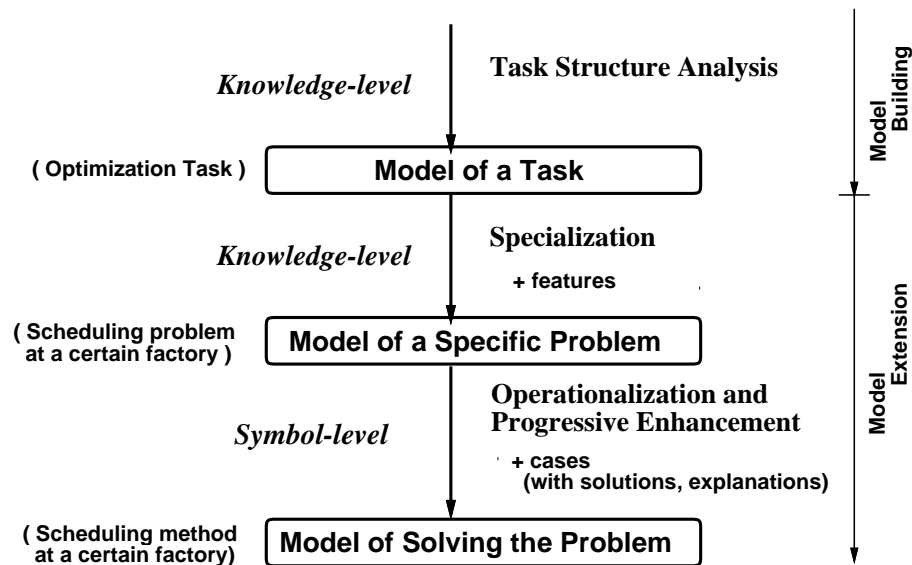 Task Structure Analysis
Knowledge-level
( Optimization Task )
Model of a Task
Model
Building
Specialization
Knowledge-level
+ features
( Scheduling problem
at a certain factory )
Model of a Specific Problem
Model
Extension
Operationalization and
Progressive Enhancement
Symbol-level
+ cases
(with solutions, explanations)
( Scheduling method
at a certain factory)
Model of Solving the Problem